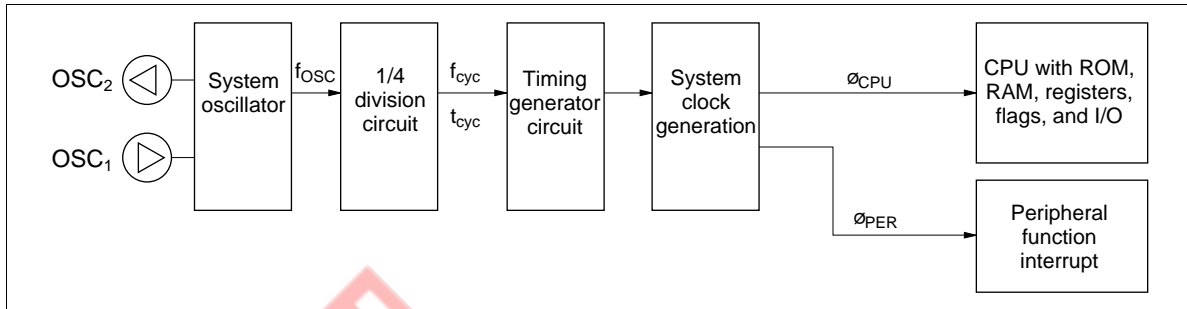 OSC₂
OSC₁
System
oscillator
fOSC
1/4
division
circuit
fcyc
tcyc
Timing
generator
circuit
System
clock
generation
øCPU
øPER
CPU with ROM,
RAM, registers,
flags, and I/O
Peripheral
function
interrupt